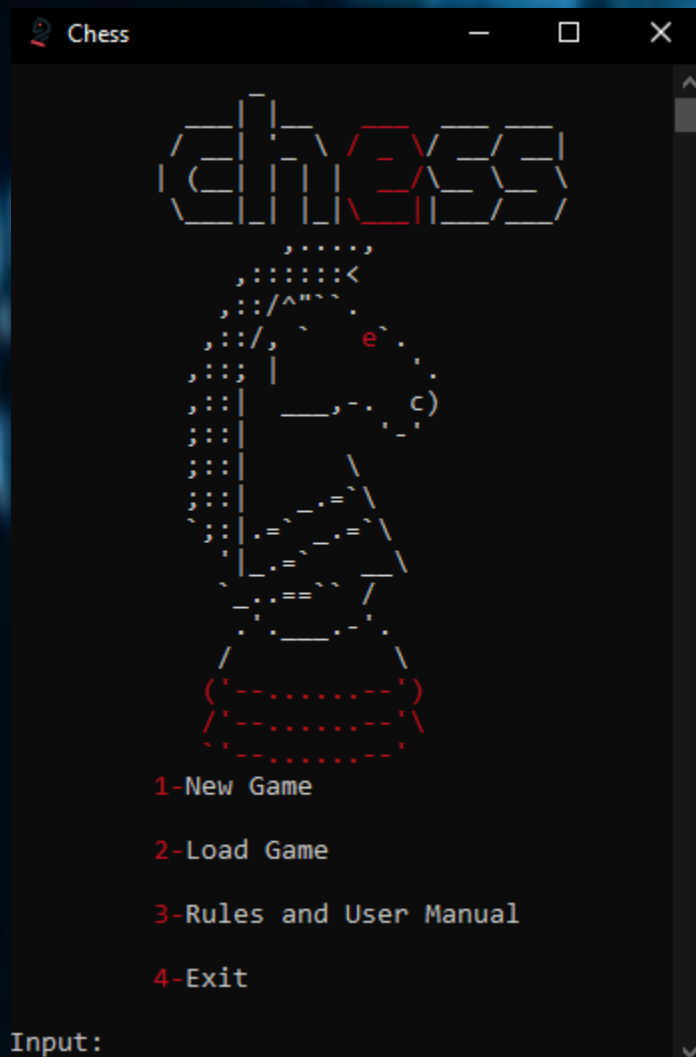 Chess
chess
1-New Game
2-Load Game
3-Rules and User Manual
4-Exit
Input: